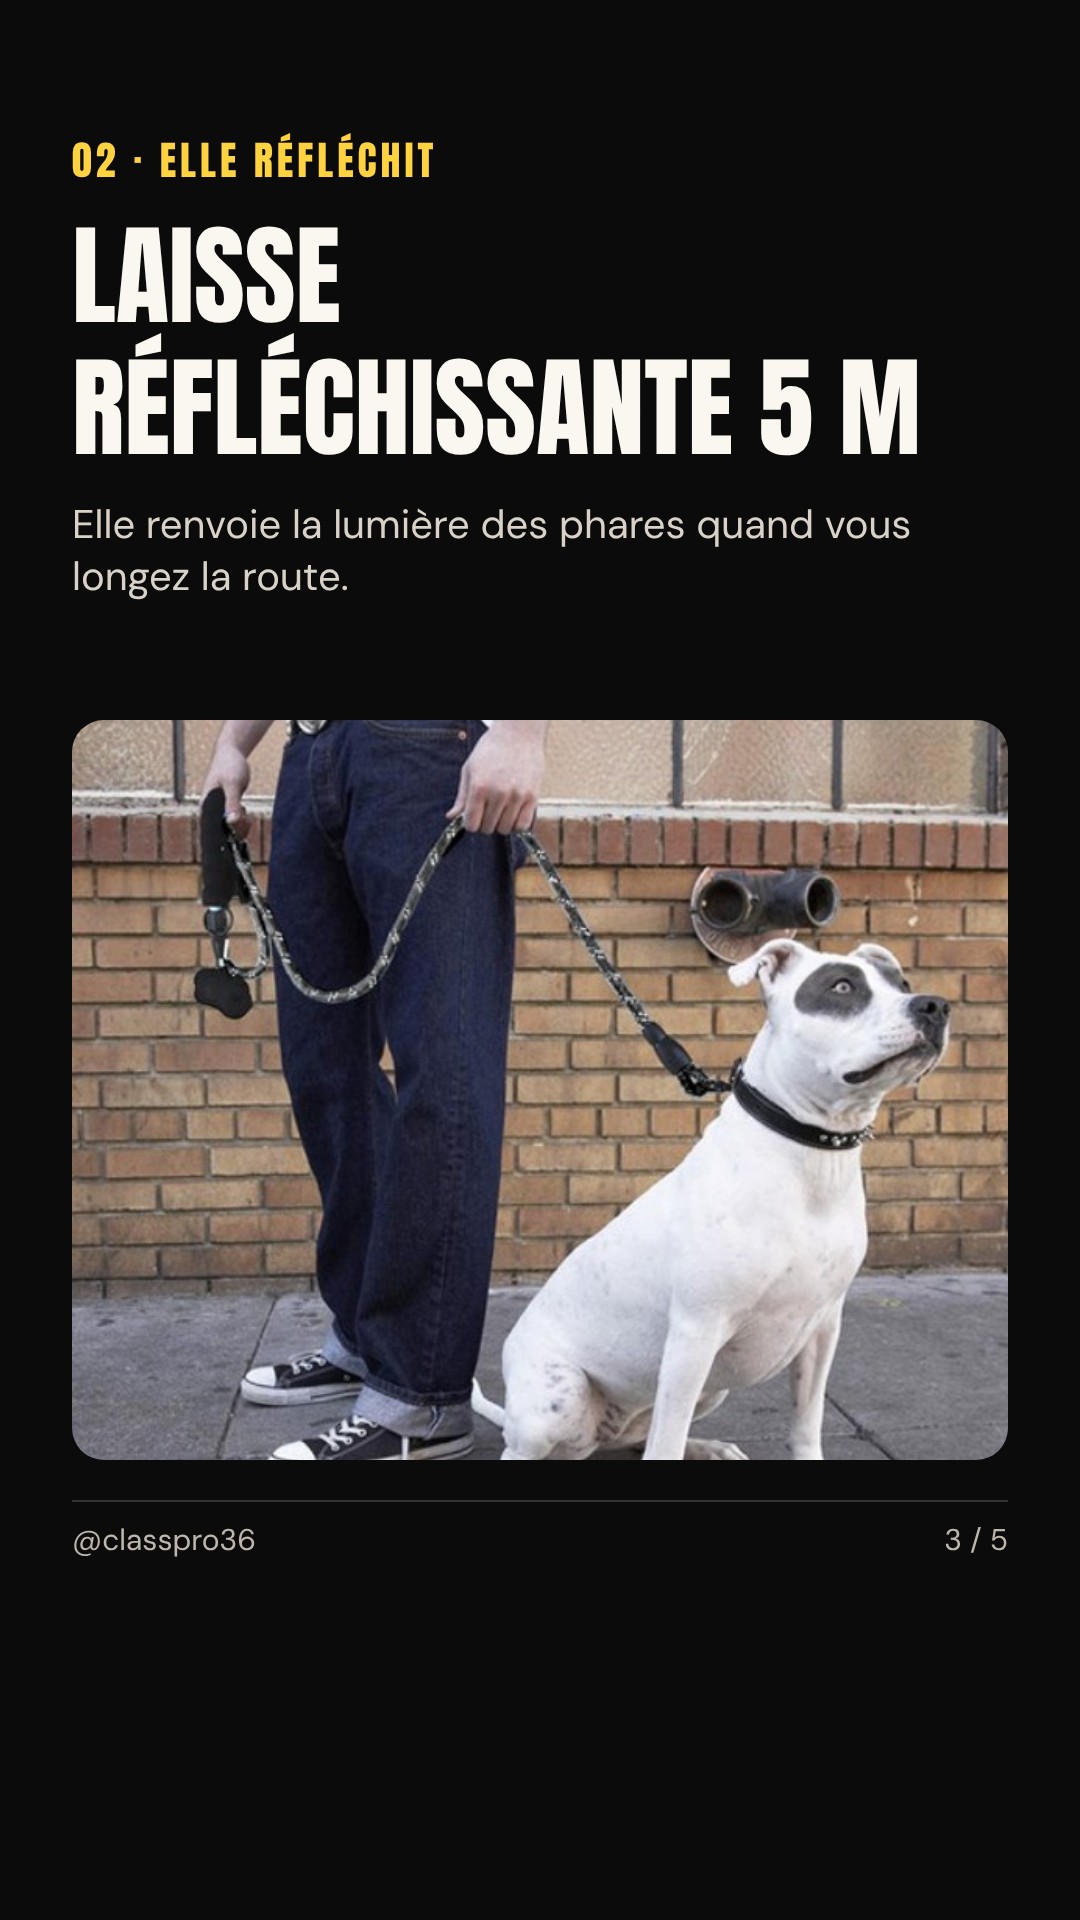 02 · ELLE RÉFLÉCHIT
LAISSE
RÉFLÉCHISSANTE 5 M
Elle renvoie la lumière des phares quand vous
longez la route.
@classpro36
3 / 5